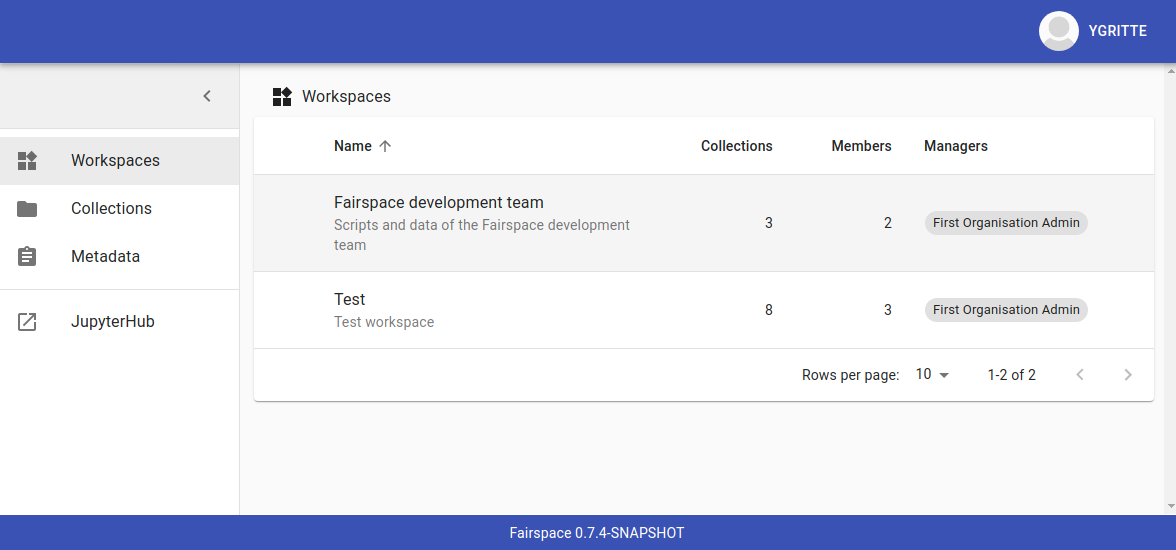 YGRITTE
Workspaces
Workspaces
Collections
Metadata
JupyterHub
Name Collections Members Managers
Fairspace development team
Scripts and data of the Fairspace development
team
3 2 First Organisation Admin
Test
Test workspace
8 3 First Organisation Admin
Rows per page: 10 1-2 of 2
Fairspace 0.7.4-SNAPSHOT